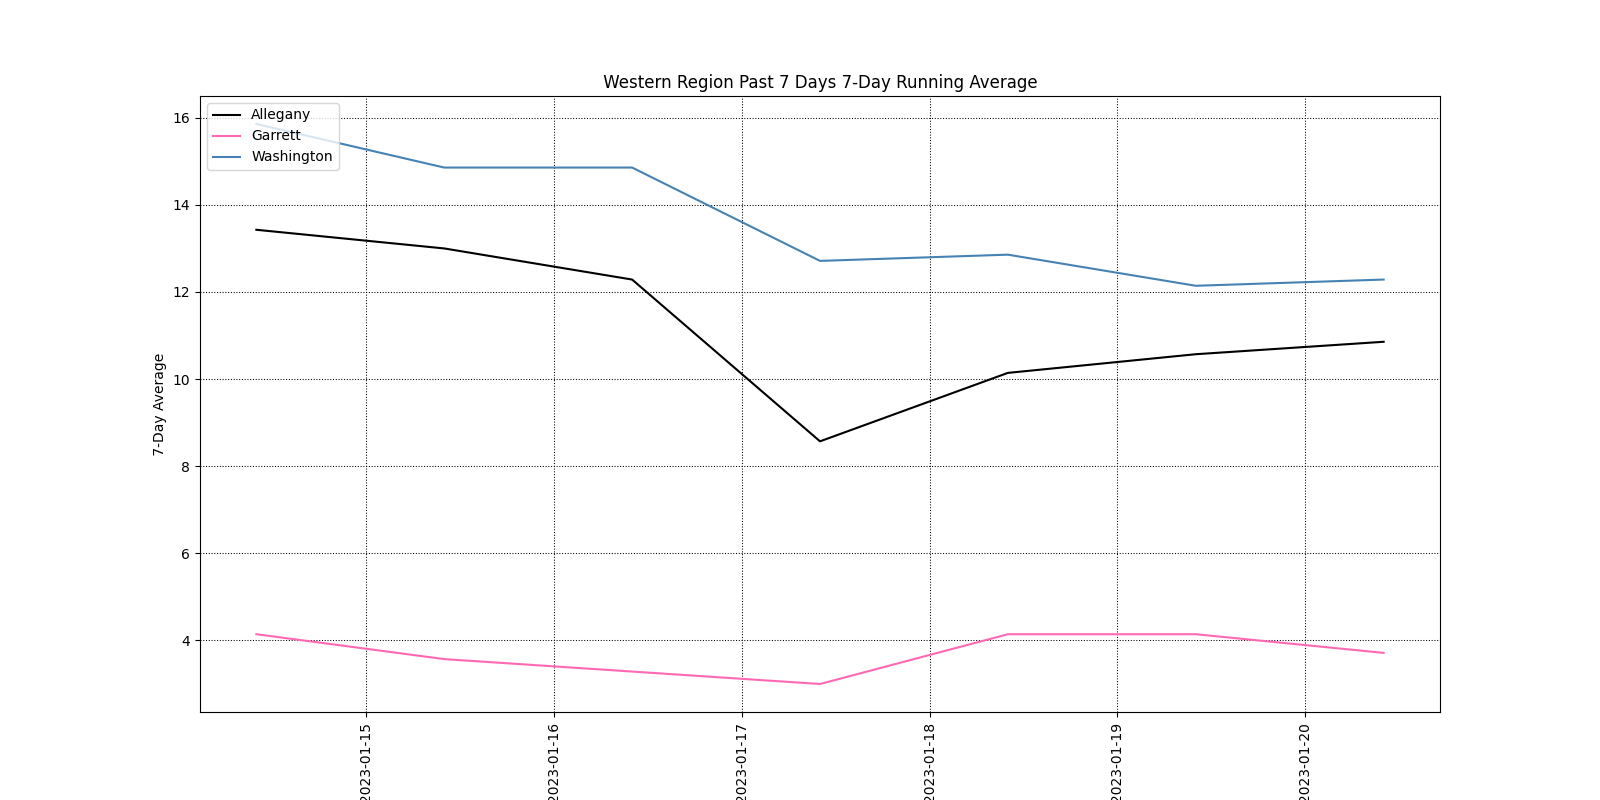 Western Region Past 7 Days 7-Day Running Average
Allegany
Garrett
Washington
16
14
12
10
8
6
4
7-Day Average
2023-01-15
2023-01-16
2023-01-17
2023-01-18
2023-01-19
2023-01-20